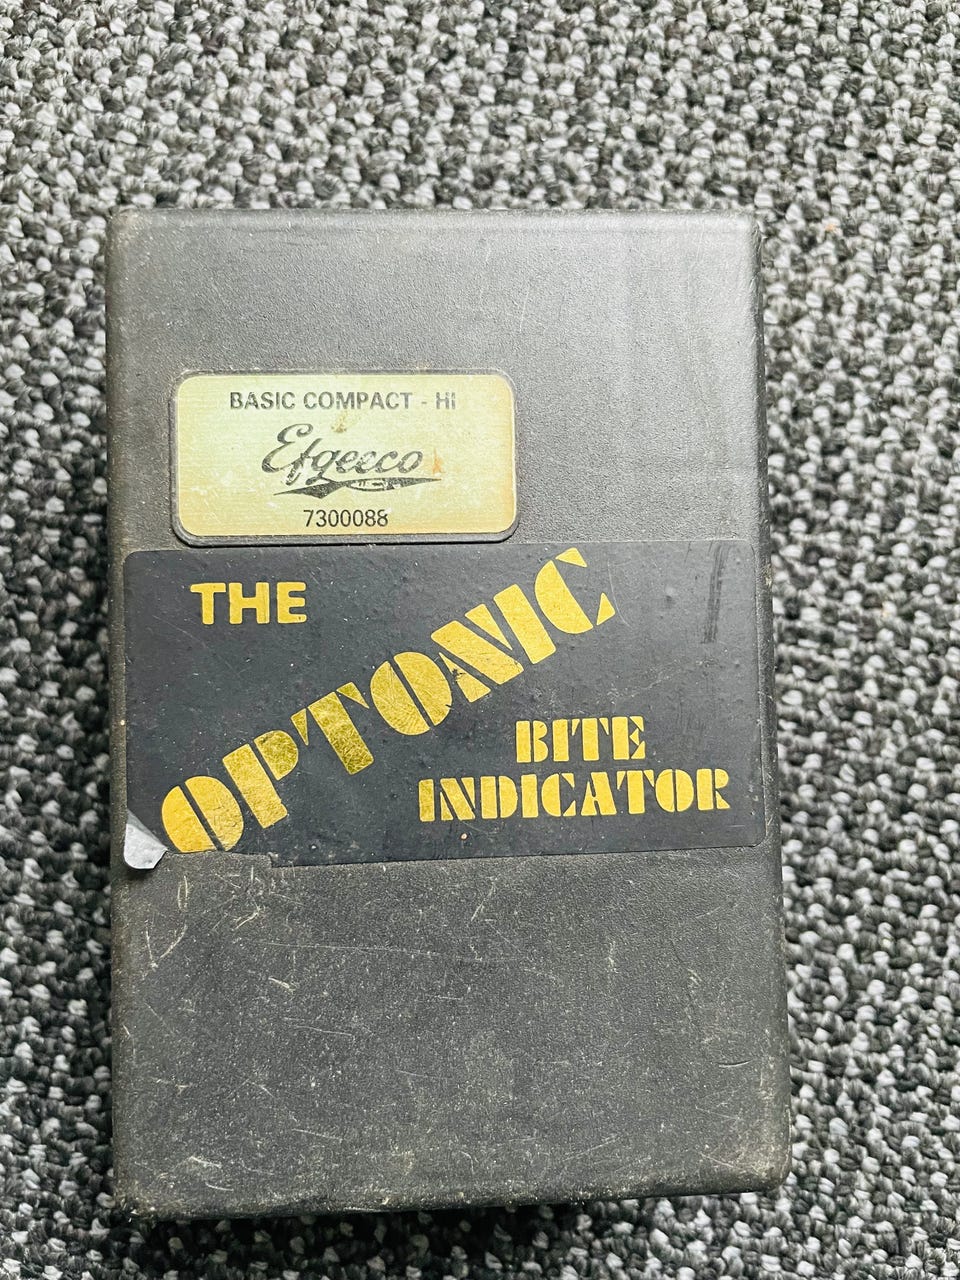 BASIC COMPACT - HI
Efgeeco
7300088
THE
OPTONIC
BITE
INDICATOR